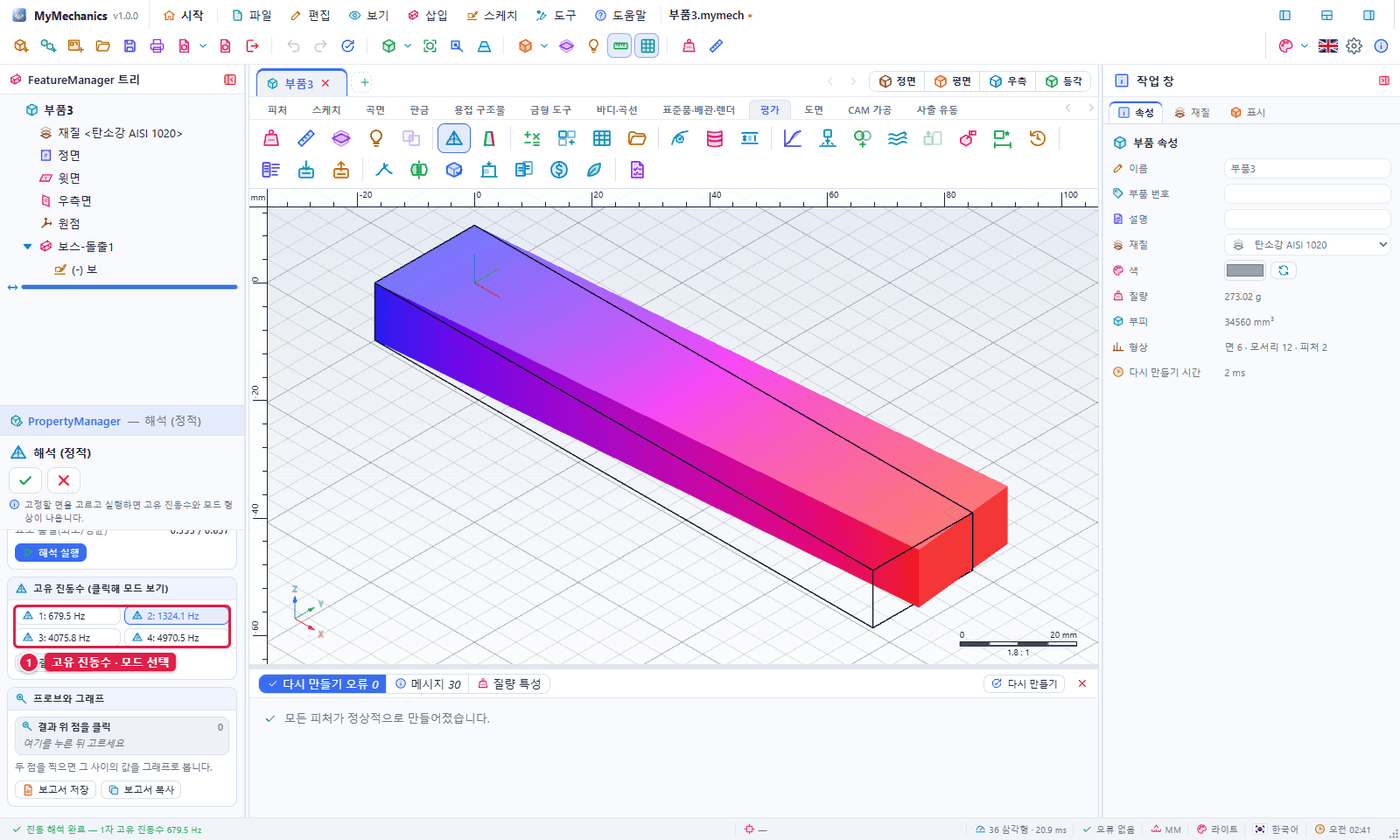 MyMechanics v1.0.0 시작 파일 편집 보기 삽입 스케치 도구 도움말 부품3.mymech •
FeatureManager 트리
부품3
재질 <탄소강 AISI 1020>
정면
윗면
우측면
원점
보스-돌출1
(-) 보
PropertyManager — 해석 (정적)
해석 (정적)
고정할 면을 고르고 실행하면 고유 진동수와 모드 형
상이 나옵니다.
해석 실행
고유 진동수 (클릭해 모드 보기)
1: 679.5 Hz
2: 1324.1 Hz
3: 4075.8 Hz
4: 4970.5 Hz
1 고유 진동수 · 모드 선택
프로브와 그래프
결과 위 점을 클릭 0
여기를 누른 뒤 고르세요
두 점을 찍으면 그 사이의 값을 그래프로 봅니다.
보고서 저장 보고서 복사
부품3
정면 평면 우측 등각
피처 스케치 곡면 판금 용접 구조물 금형 도구 바디·곡선 표준품·배관·렌더 평가 도면 CAM 가공 사출 유동
mm -20 0 20 40 60 80 100
0
20
40
60
Z
Y
X
0 20 mm
1.8 : 1
다시 만들기 오류 0 메시지 30 질량 특성 다시 만들기
모든 피처가 정상적으로 만들어졌습니다.
작업 창
속성 재질 표시
부품 속성
이름 부품3
부품 번호
설명
재질 탄소강 AISI 1020
색
질량 273.02 g
부피 34560 mm³
형상 면 6 · 모서리 12 · 피처 2
다시 만들기 시간 2 ms
진동 해석 완료 — 1차 고유 진동수 679.5 Hz — 36 삼각형 · 20.9 ms 오류 없음 MM 라이트 한국어 오전 02:41